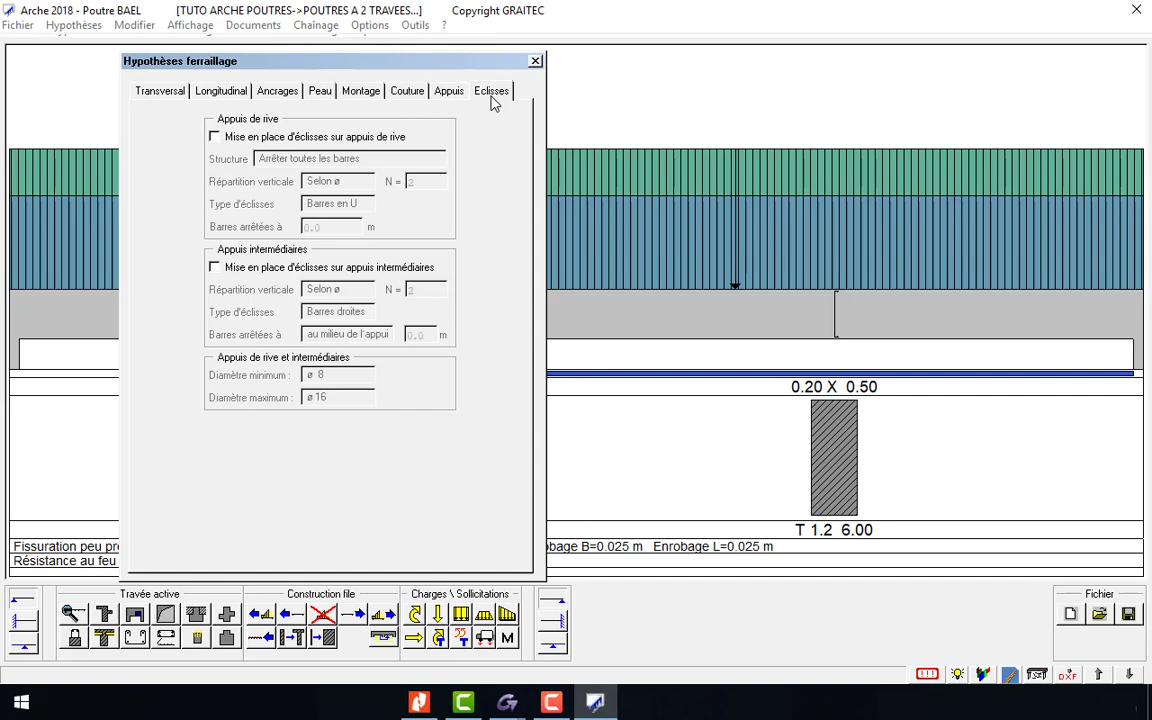 Arche 2018 - Poutre BAEL [TUTO ARCHE POUTRES->POUTRES A 2 TRAVEES...] Copyright GRAITEC
Fichier Hypothèses Modifier Affichage Documents Chaînage Options Outils ?
Hypothèses ferraillage
Transversal Longitudinal Ancrages Peau Montage Couture Appuis Eclisses
Appuis de rive
Mise en place d'éclisses sur appuis de rive
Structure Arrêter toutes les barres
Répartition verticale Selon ø N = 2
Type d'éclisses Barres en U
Barres arrêtées à 0.0 m
Appuis intermédiaires
Mise en place d'éclisses sur appuis intermédiaires
Répartition verticale Selon ø N = 2
Type d'éclisses Barres droites
Barres arrêtées à au milieu de l'appui 0.0 m
Appuis de rive et intermédiaires
Diamètre minimum : ø 8
Diamètre maximum : ø 16
0.20 X 0.50
T 1.2 6.00
Fissuration peu pré
obage B=0.025 m Enrobage L=0.025 m
Résistance au feu
Travée active Construction file Charges \ Sollicitations Fichier
M
DXF